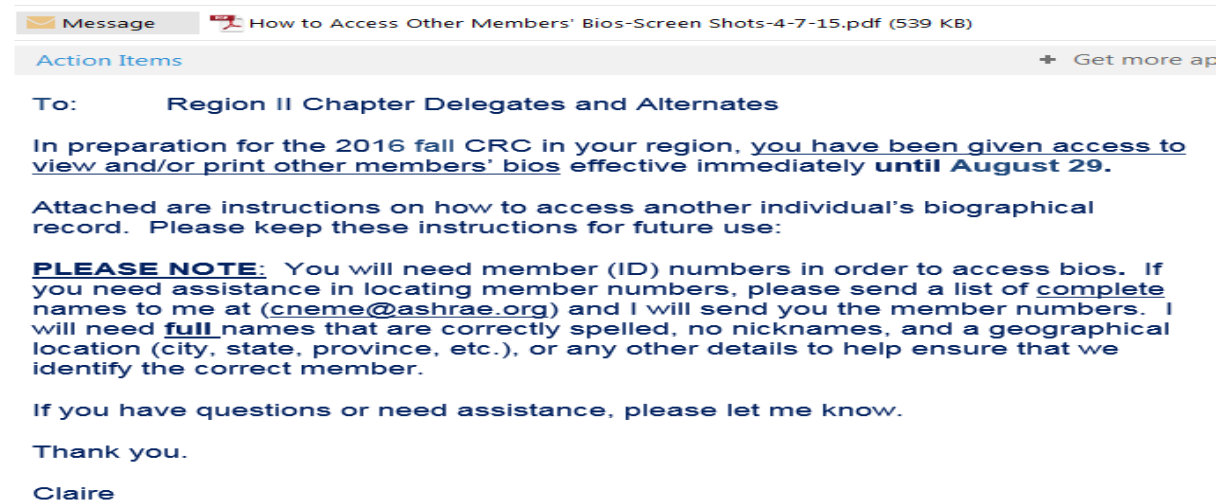 Message How to Access Other Members' Bios-Screen Shots-4-7-15.pdf (539 KB)
Action Items + Get more ap
To: Region II Chapter Delegates and Alternates
In preparation for the 2016 fall CRC in your region, you have been given access to
view and/or print other members' bios effective immediately until August 29.
Attached are instructions on how to access another individual's biographical
record. Please keep these instructions for future use:
PLEASE NOTE: You will need member (ID) numbers in order to access bios. If
you need assistance in locating member numbers, please send a list of complete
names to me at (cneme@ashrae.org) and I will send you the member numbers. I
will need full names that are correctly spelled, no nicknames, and a geographical
location (city, state, province, etc.), or any other details to help ensure that we
identify the correct member.
If you have questions or need assistance, please let me know.
Thank you.
Claire